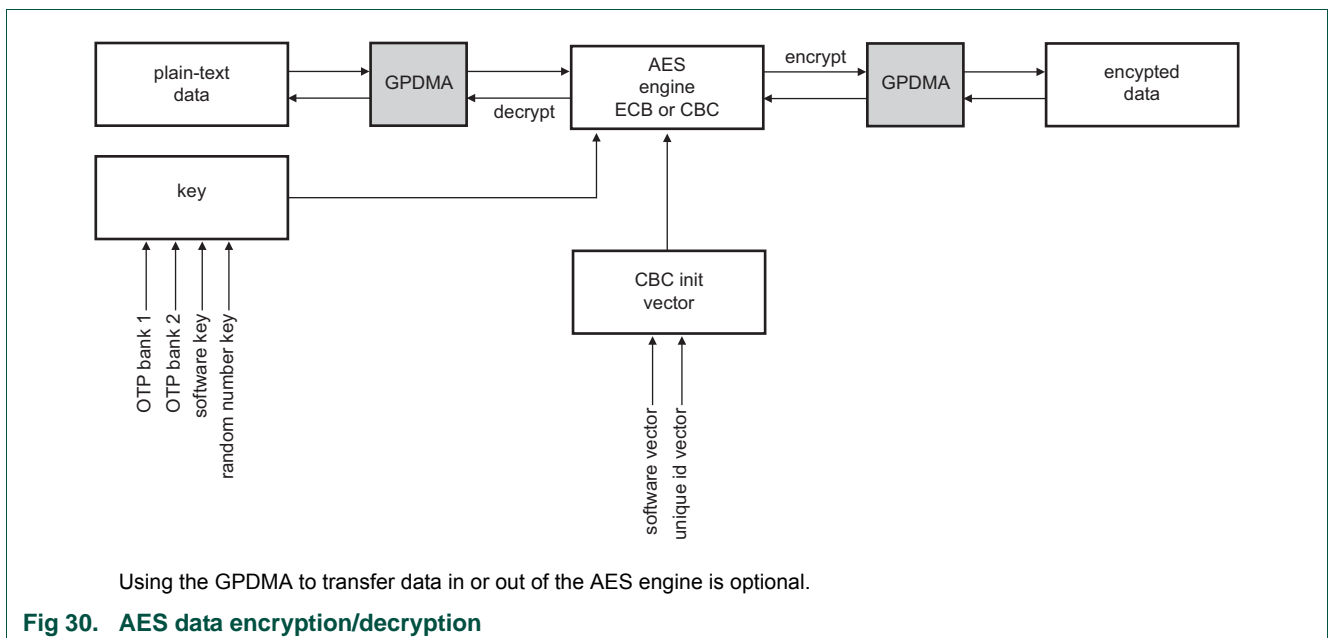 plain-text
data
GPDMA
AES
engine
ECB or CBC
encrypt
decrypt
GPDMA
encypted
data
key
OTP bank 1
OTP bank 2
software key
random number key
CBC init
vector
software vector
unique id vector
Using the GPDMA to transfer data in or out of the AES engine is optional.
Fig 30. AES data encryption/decryption